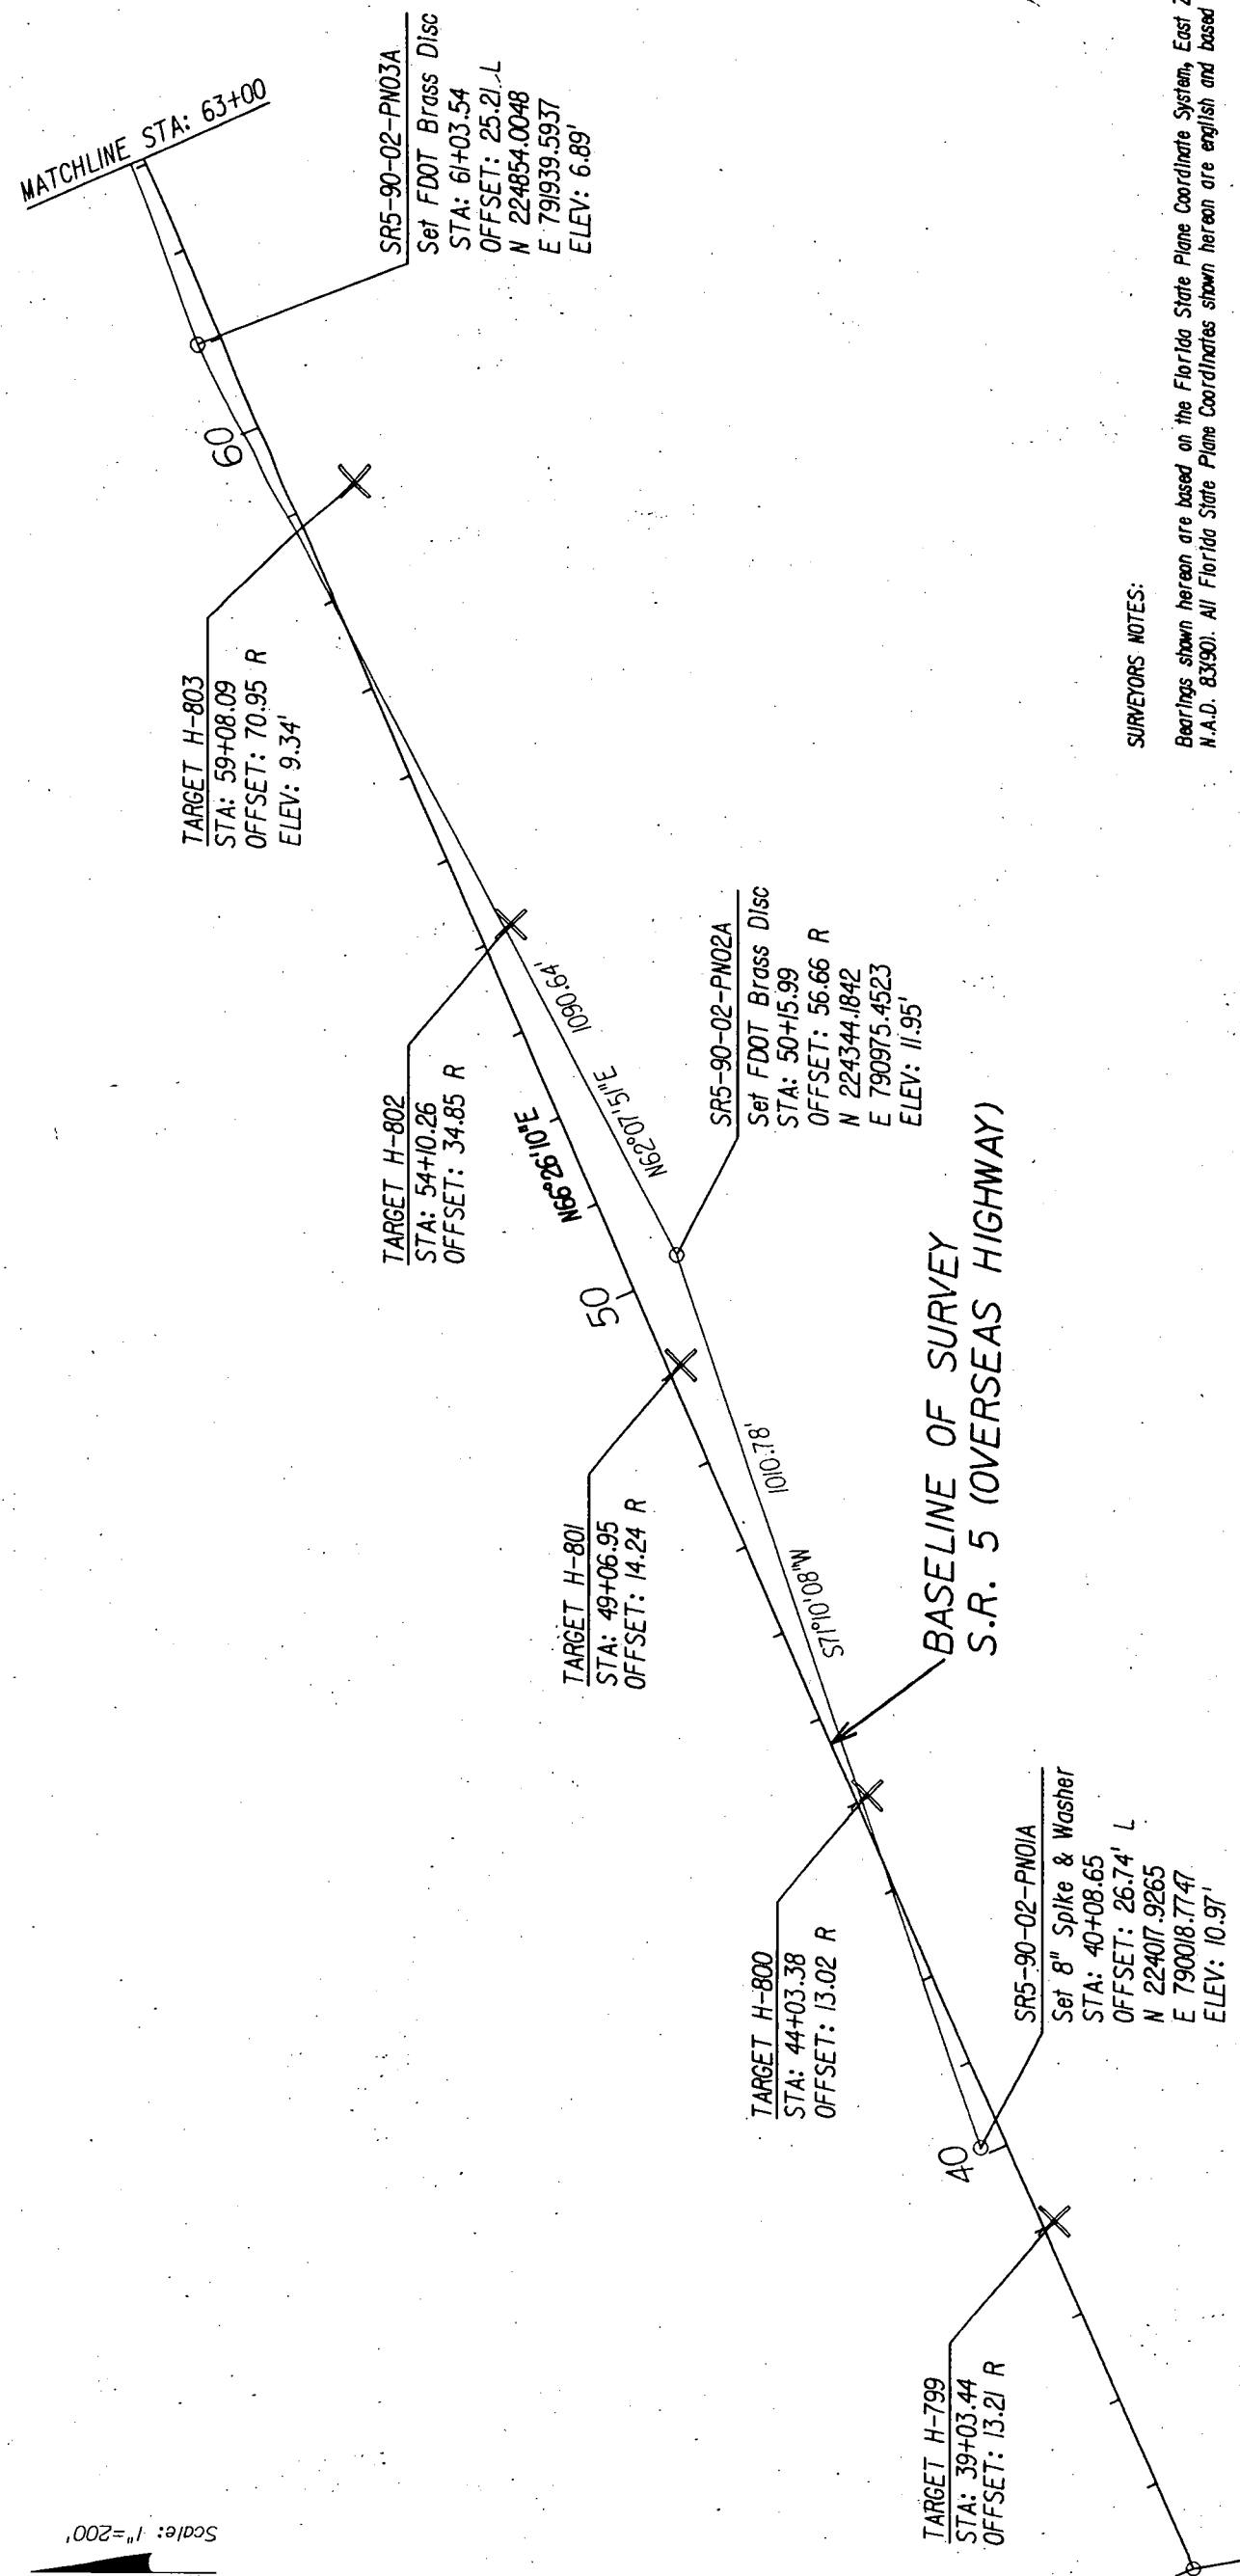 MATCHLINE STA: 63+00
SR5-90-02-PN03A
Set FDOT Brass Disc
STA: 61+03.54
OFFSET: 25.21 L
N 224854.0048
E 791939.5937
ELEV: 6.89'
60
TARGET H-803
STA: 59+08.09
OFFSET: 70.95 R
ELEV: 9.34'
TARGET H-802
STA: 54+10.26
OFFSET: 34.85 R
N66°26'10"E
N62°07'51"E 1090.64'
SR5-90-02-PN02A
Set FDOT Brass Disc
STA: 50+15.99
OFFSET: 56.66 R
N 224344.1842
E 790975.4523
ELEV: 11.95'
50
TARGET H-801
STA: 49+06.95
OFFSET: 14.24 R
S71°10'08"W 1010.78'
BASELINE OF SURVEY
S.R. 5 (OVERSEAS HIGHWAY)
TARGET H-800
STA: 44+03.38
OFFSET: 13.02 R
SR5-90-02-PN01A
Set 8" Spike & Washer
STA: 40+08.65
OFFSET: 26.74' L
N 224017.9265
E 790018.7747
ELEV: 10.97'
40
TARGET H-799
STA: 39+03.44
OFFSET: 13.21 R
Scale: 1"=200'
SURVEYORS NOTES:
Bearings shown hereon are based on the Florida State Plane Coordinate System, East
N.A.D. 83(90). All Florida State Plane Coordinates shown hereon are english and based